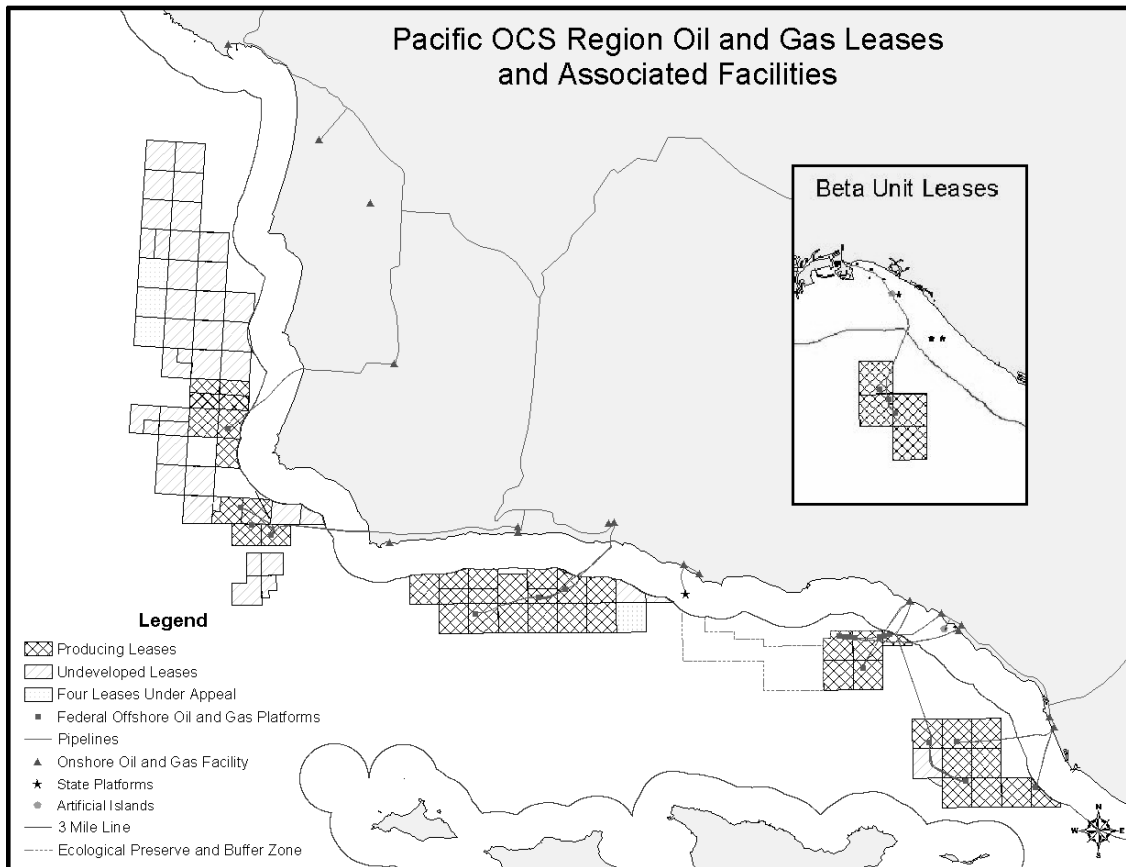 Pacific OCS Region Oil and Gas Leases
and Associated Facilities
Beta Unit Leases
Legend
Producing Leases
Undeveloped Leases
Four Leases Under Appeal
Federal Offshore Oil and Gas Platforms
Pipelines
Onshore Oil and Gas Facility
State Platforms
Artificial Islands
3 Mile Line
Ecological Preserve and Buffer Zone
N
W E
S